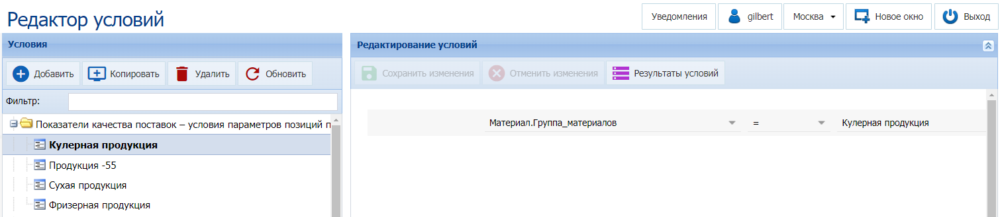 Редактор условий
Уведомления gilbert Москва Новое окно Выход
Условия
Добавить Копировать Удалить Обновить
Фильтр:
Показатели качества поставок – условия параметров позиций п
Кулерная продукция
Продукция -55
Сухая продукция
Фризерная продукция
Редактирование условий
Сохранить изменения Отменить изменения Результаты условий
Материал.Группа_материалов = Кулерная продукция